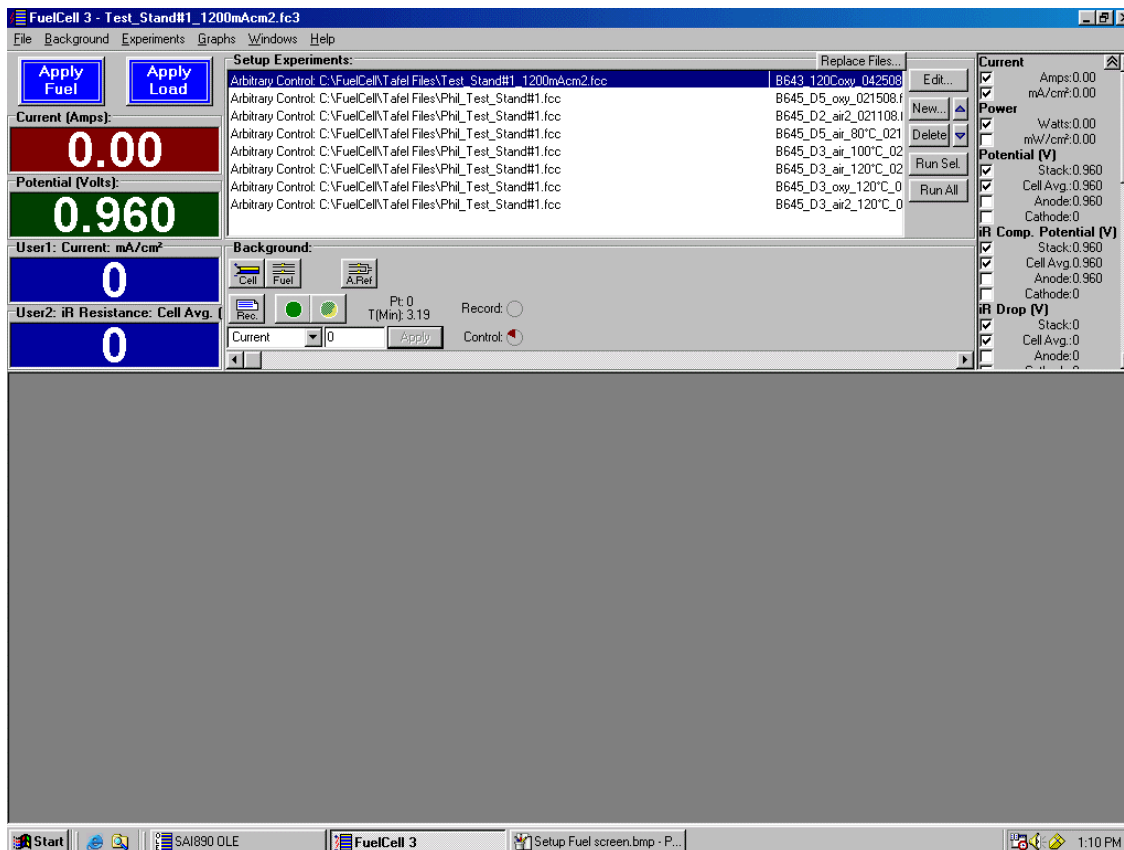 FuelCell 3 - Test_Stand#1_1200mAcm2.fc3
File Background Experiments Graphs Windows Help
Apply Fuel
Apply Load
Current (Amps):
0.00
Potential (Volts):
0.960
User1: Current: mA/cm²
0
User2: iR Resistance: Cell Avg. (
0
Setup Experiments:
Replace Files...
Arbitrary Control: C:\FuelCell\Tafel Files\Test_Stand#1_1200mAcm2.fcc B643_120Coxy_042508
Arbitrary Control: C:\FuelCell\Tafel Files\Phil_Test_Stand#1.fcc B645_D5_oxy_021508.f
Arbitrary Control: C:\FuelCell\Tafel Files\Phil_Test_Stand#1.fcc B645_D2_air2_021108.
Arbitrary Control: C:\FuelCell\Tafel Files\Phil_Test_Stand#1.fcc B645_D5_air_80°C_021
Arbitrary Control: C:\FuelCell\Tafel Files\Phil_Test_Stand#1.fcc B645_D3_air_100°C_02
Arbitrary Control: C:\FuelCell\Tafel Files\Phil_Test_Stand#1.fcc B645_D3_air_120°C_02
Arbitrary Control: C:\FuelCell\Tafel Files\Phil_Test_Stand#1.fcc B645_D3_oxy_120°C_0
Arbitrary Control: C:\FuelCell\Tafel Files\Phil_Test_Stand#1.fcc B645_D3_air2_120°C_0
Edit...
New...
Delete
Run Sel.
Run All
Background:
Cell Fuel A.Ref
Rec.
Pt: 0
T(Min): 3.19
Record:
Current 0 Apply Control:
Current
Amps:0.00
mA/cm²:0.00
Power
Watts:0.00
mW/cm²:0.00
Potential (V)
Stack:0.960
Cell Avg.:0.960
Anode:0.960
Cathode:0
iR Comp. Potential (V)
Stack:0.960
Cell Avg.0.960
Anode:0.960
Cathode:0
iR Drop (V)
Stack:0
Cell Avg.:0
Anode:0
Start SAI890 OLE FuelCell 3 Setup Fuel screen.bmp - P... 1:10 PM